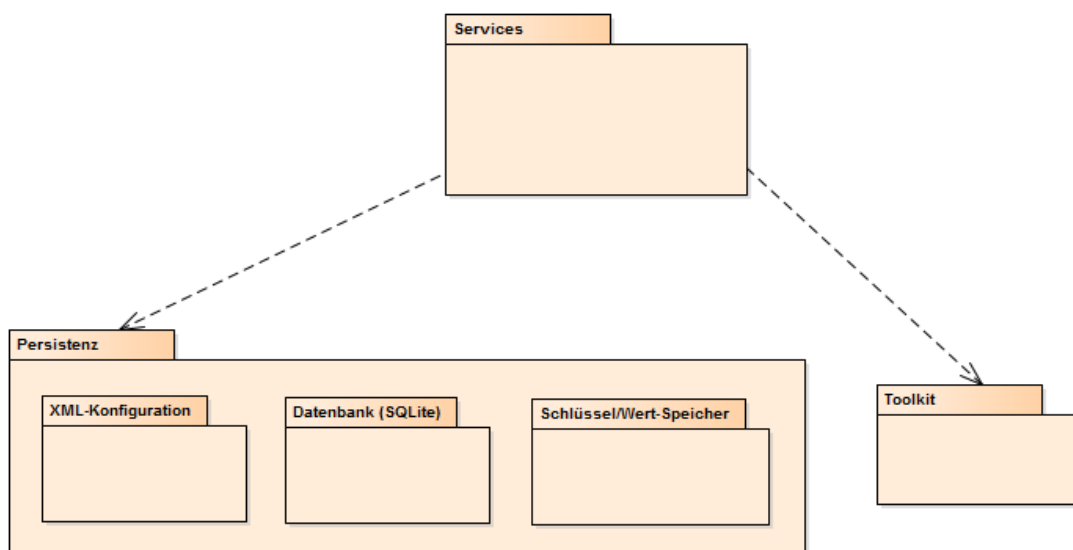 Services
Persistenz
XML-Konfiguration
Datenbank (SQLite)
Schlüssel/Wert-Speicher
Toolkit